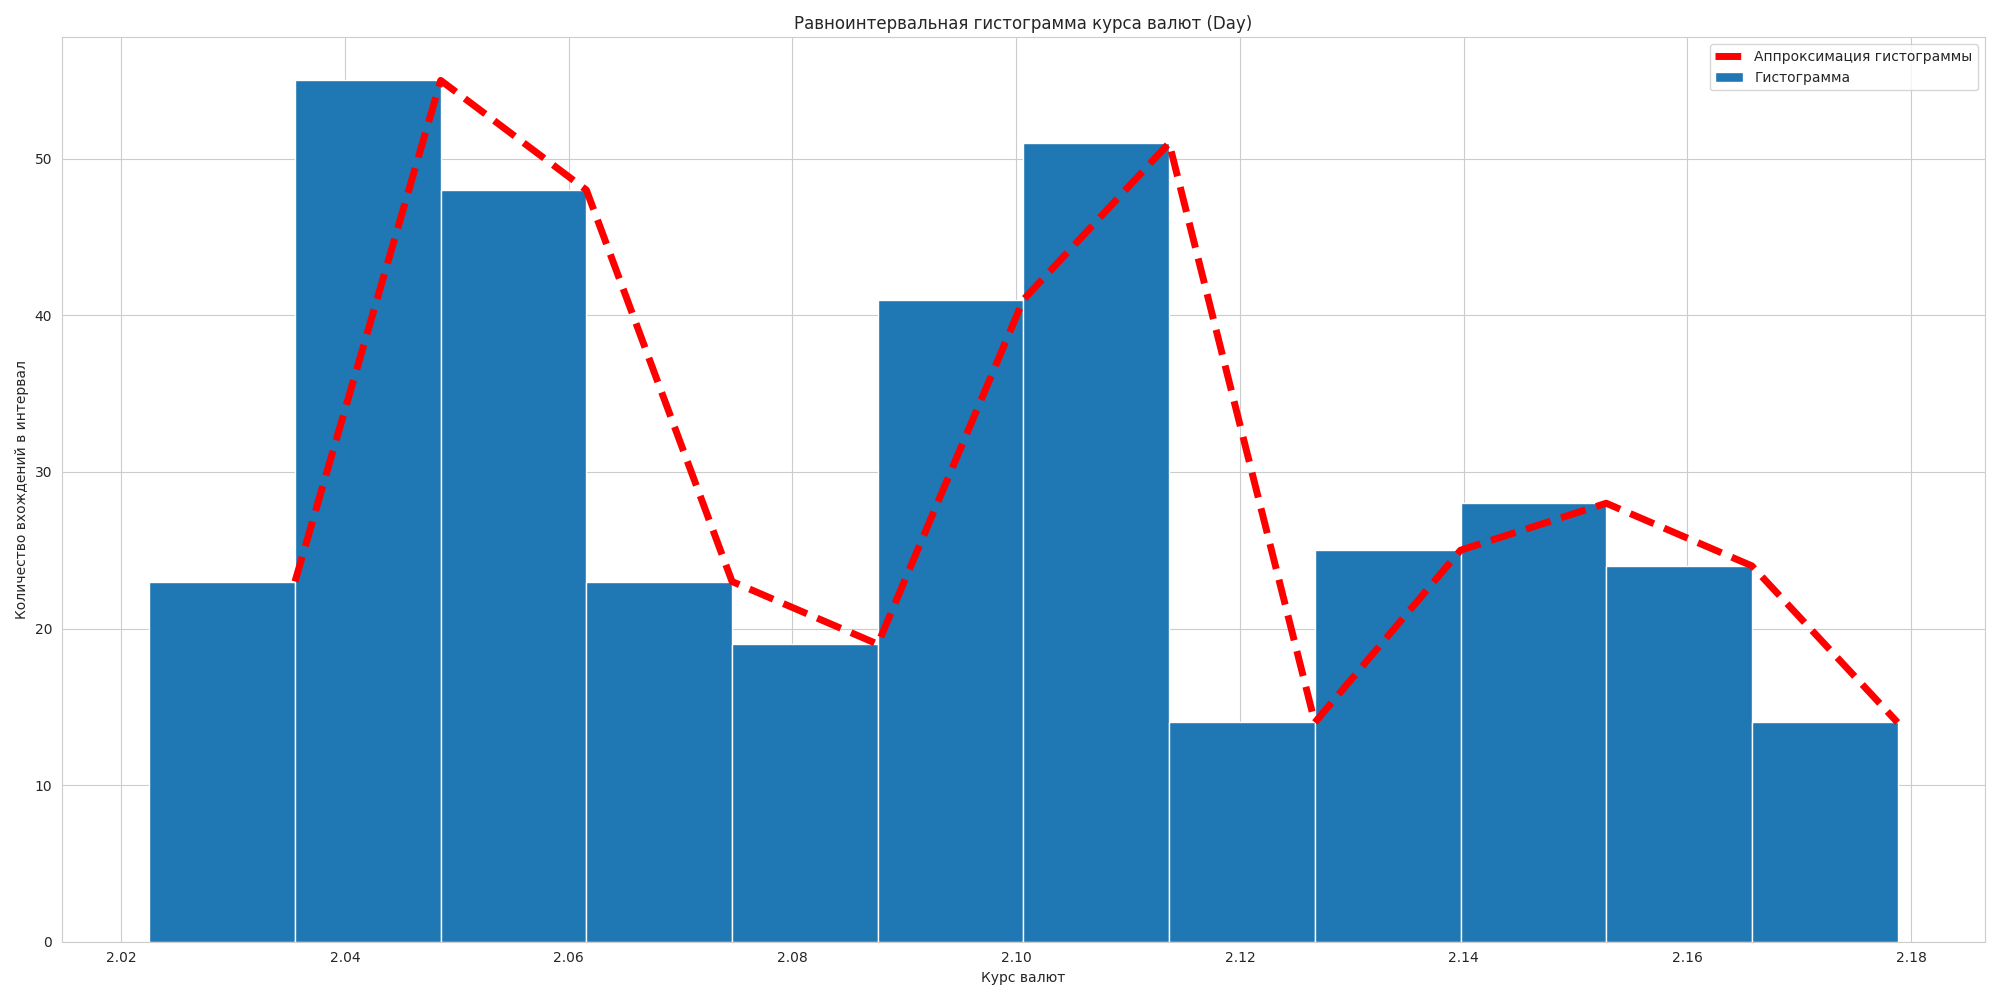 Равноинтервальная гистограмма курса валют (Day)
Аппроксимация гистограммы
Гистограмма
Количество вхождений в интервал
50
40
30
20
10
0
2.02 2.04 2.06 2.08 2.10 2.12 2.14 2.16 2.18
Курс валют